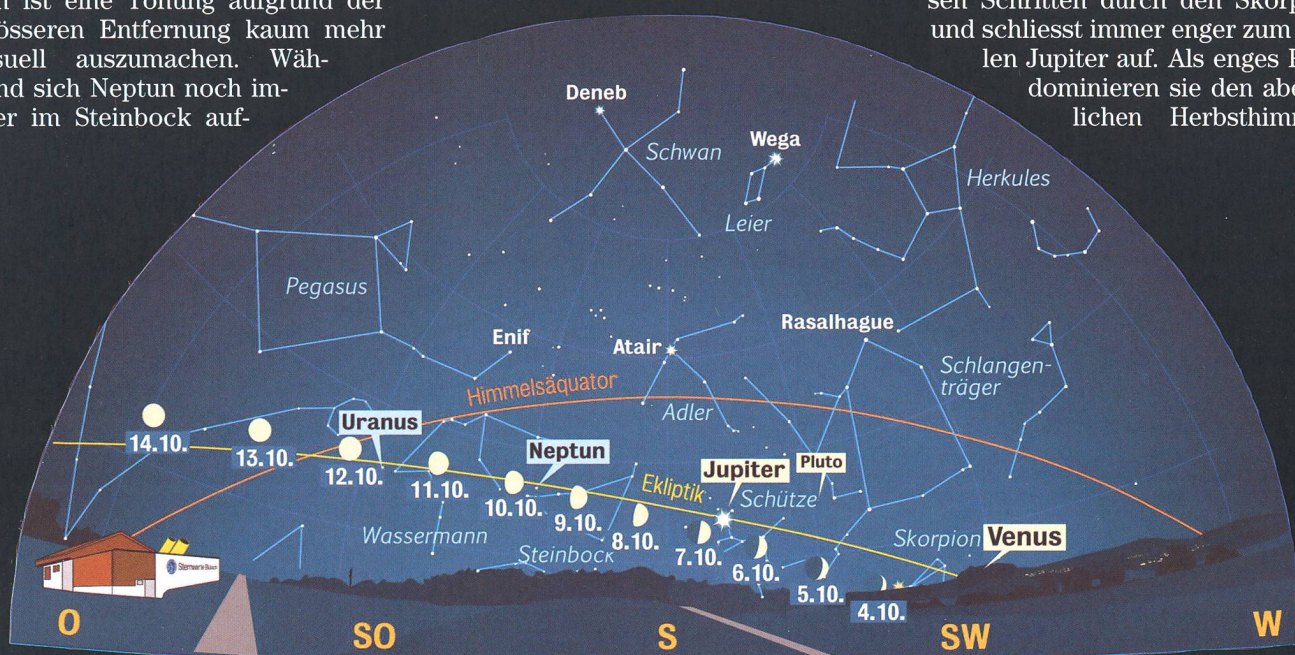 n ist eine Tönung aufgrund der
össeren Entfernung kaum mehr
suell auszumachen. Wäh-
nd sich Neptun noch im-
er im Steinbock auf-
sen Schritten durch den Skorp
und schliesst immer enger zum
len Jupiter auf. Als enges
dominieren sie den abe
lichen Herbsthimm
Deneb
Schwan
Wega
Leier
Herkules
Pegasus
Enif
Atair
Rasalhague
Himmelsäquator
Adler
Schlangen-
träger
14.10.
13.10.
Uranus
12.10.
11.10.
Neptun
10.10.
9.10.
8.10.
Ekliptik
Jupiter
Pluto
Schütze
7.10.
6.10.
5.10.
4.10.
Wassermann
Steinbock
Skorpion
Venus
Sternwarte Bülach
O
SO
S
SW
W